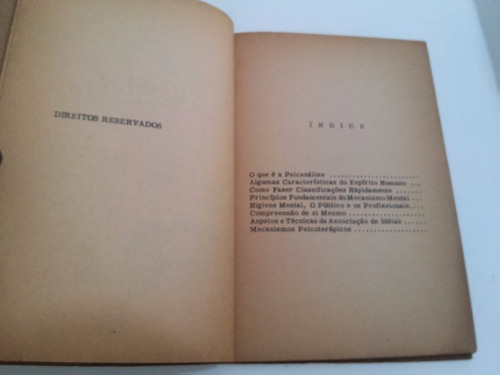 DIREITOS RESERVADOS
ÍNDICE
O que é a Psicanálise ....................
Algumas Características do Espírito Humano ...
Como Fazer Classificações Rápidamente .....
Princípios Fundamentais do Mecanismo Mental
Higiene Mental, O Público e os Profissionais...
Compreensão de si Mesmo .................
Aspetos e Técnicas da Associação de Idéias ......
Mecanismos Psicoterápicos ................